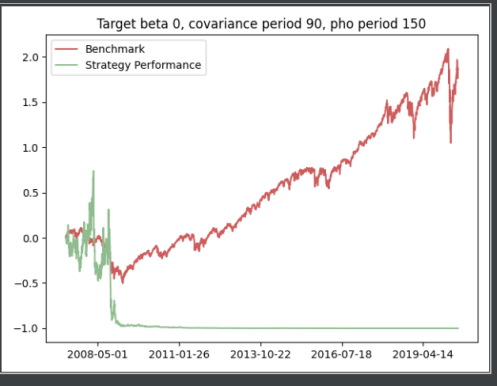 Target beta 0, covariance period 90, pho period 150
Benchmark
Strategy Performance
2.0
1.5
1.0
0.5
0.0
−0.5
−1.0
2008-05-01 2011-01-26 2013-10-22 2016-07-18 2019-04-14